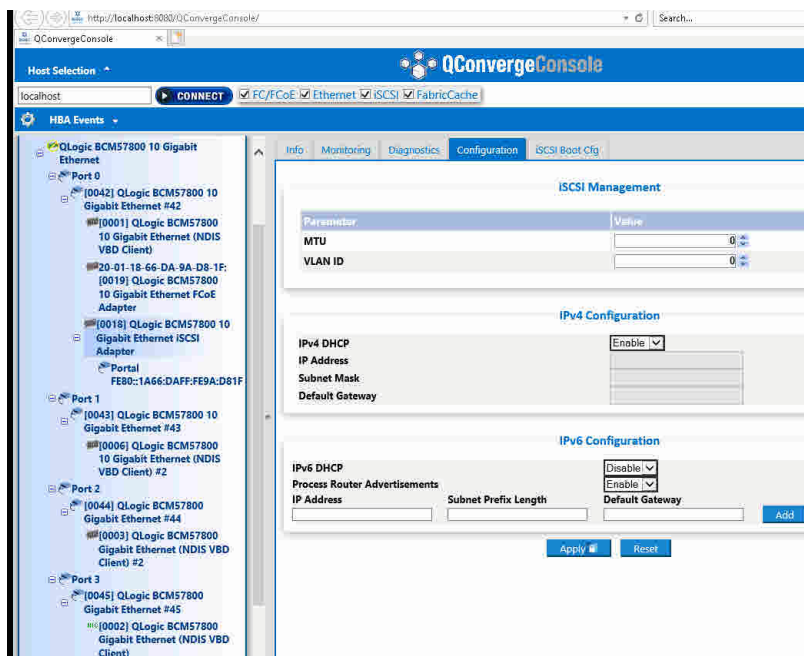 http://localhost:8080/QConvergeConsole/
Search...
QConvergeConsole
Host Selection
QConvergeConsole
localhost
CONNECT
FC/FCoE Ethernet iSCSI FabricCache
HBA Events
QLogic BCM57800 10 Gigabit
Ethernet
Port 0
[0042] QLogic BCM57800 10
Gigabit Ethernet #42
[0001] QLogic BCM57800
10 Gigabit Ethernet (NDIS
VBD Client)
20-01-18-66-DA-9A-D8-1F:
[0019] QLogic BCM57800
10 Gigabit Ethernet FCoE
Adapter
[0018] QLogic BCM57800 10
Gigabit Ethernet iSCSI
Adapter
Portal
FE80::1A66:DAFF:FE9A:D81F
Port 1
[0043] QLogic BCM57800 10
Gigabit Ethernet #43
[0006] QLogic BCM57800
10 Gigabit Ethernet (NDIS
VBD Client) #2
Port 2
[0044] QLogic BCM57800
Gigabit Ethernet #44
[0003] QLogic BCM57800
Gigabit Ethernet (NDIS VBD
Client) #2
Port 3
[0045] QLogic BCM57800
Gigabit Ethernet #45
[0002] QLogic BCM57800
Gigabit Ethernet (NDIS VBD
Client)
Info Monitoring Diagnostics Configuration iSCSI Boot Cfg
iSCSI Management
Parameter Value
MTU 0
VLAN ID 0
IPv4 Configuration
IPv4 DHCP Enable
IP Address
Subnet Mask
Default Gateway
IPv6 Configuration
IPv6 DHCP Disable
Process Router Advertisements Enable
IP Address Subnet Prefix Length Default Gateway
Add
Apply Reset